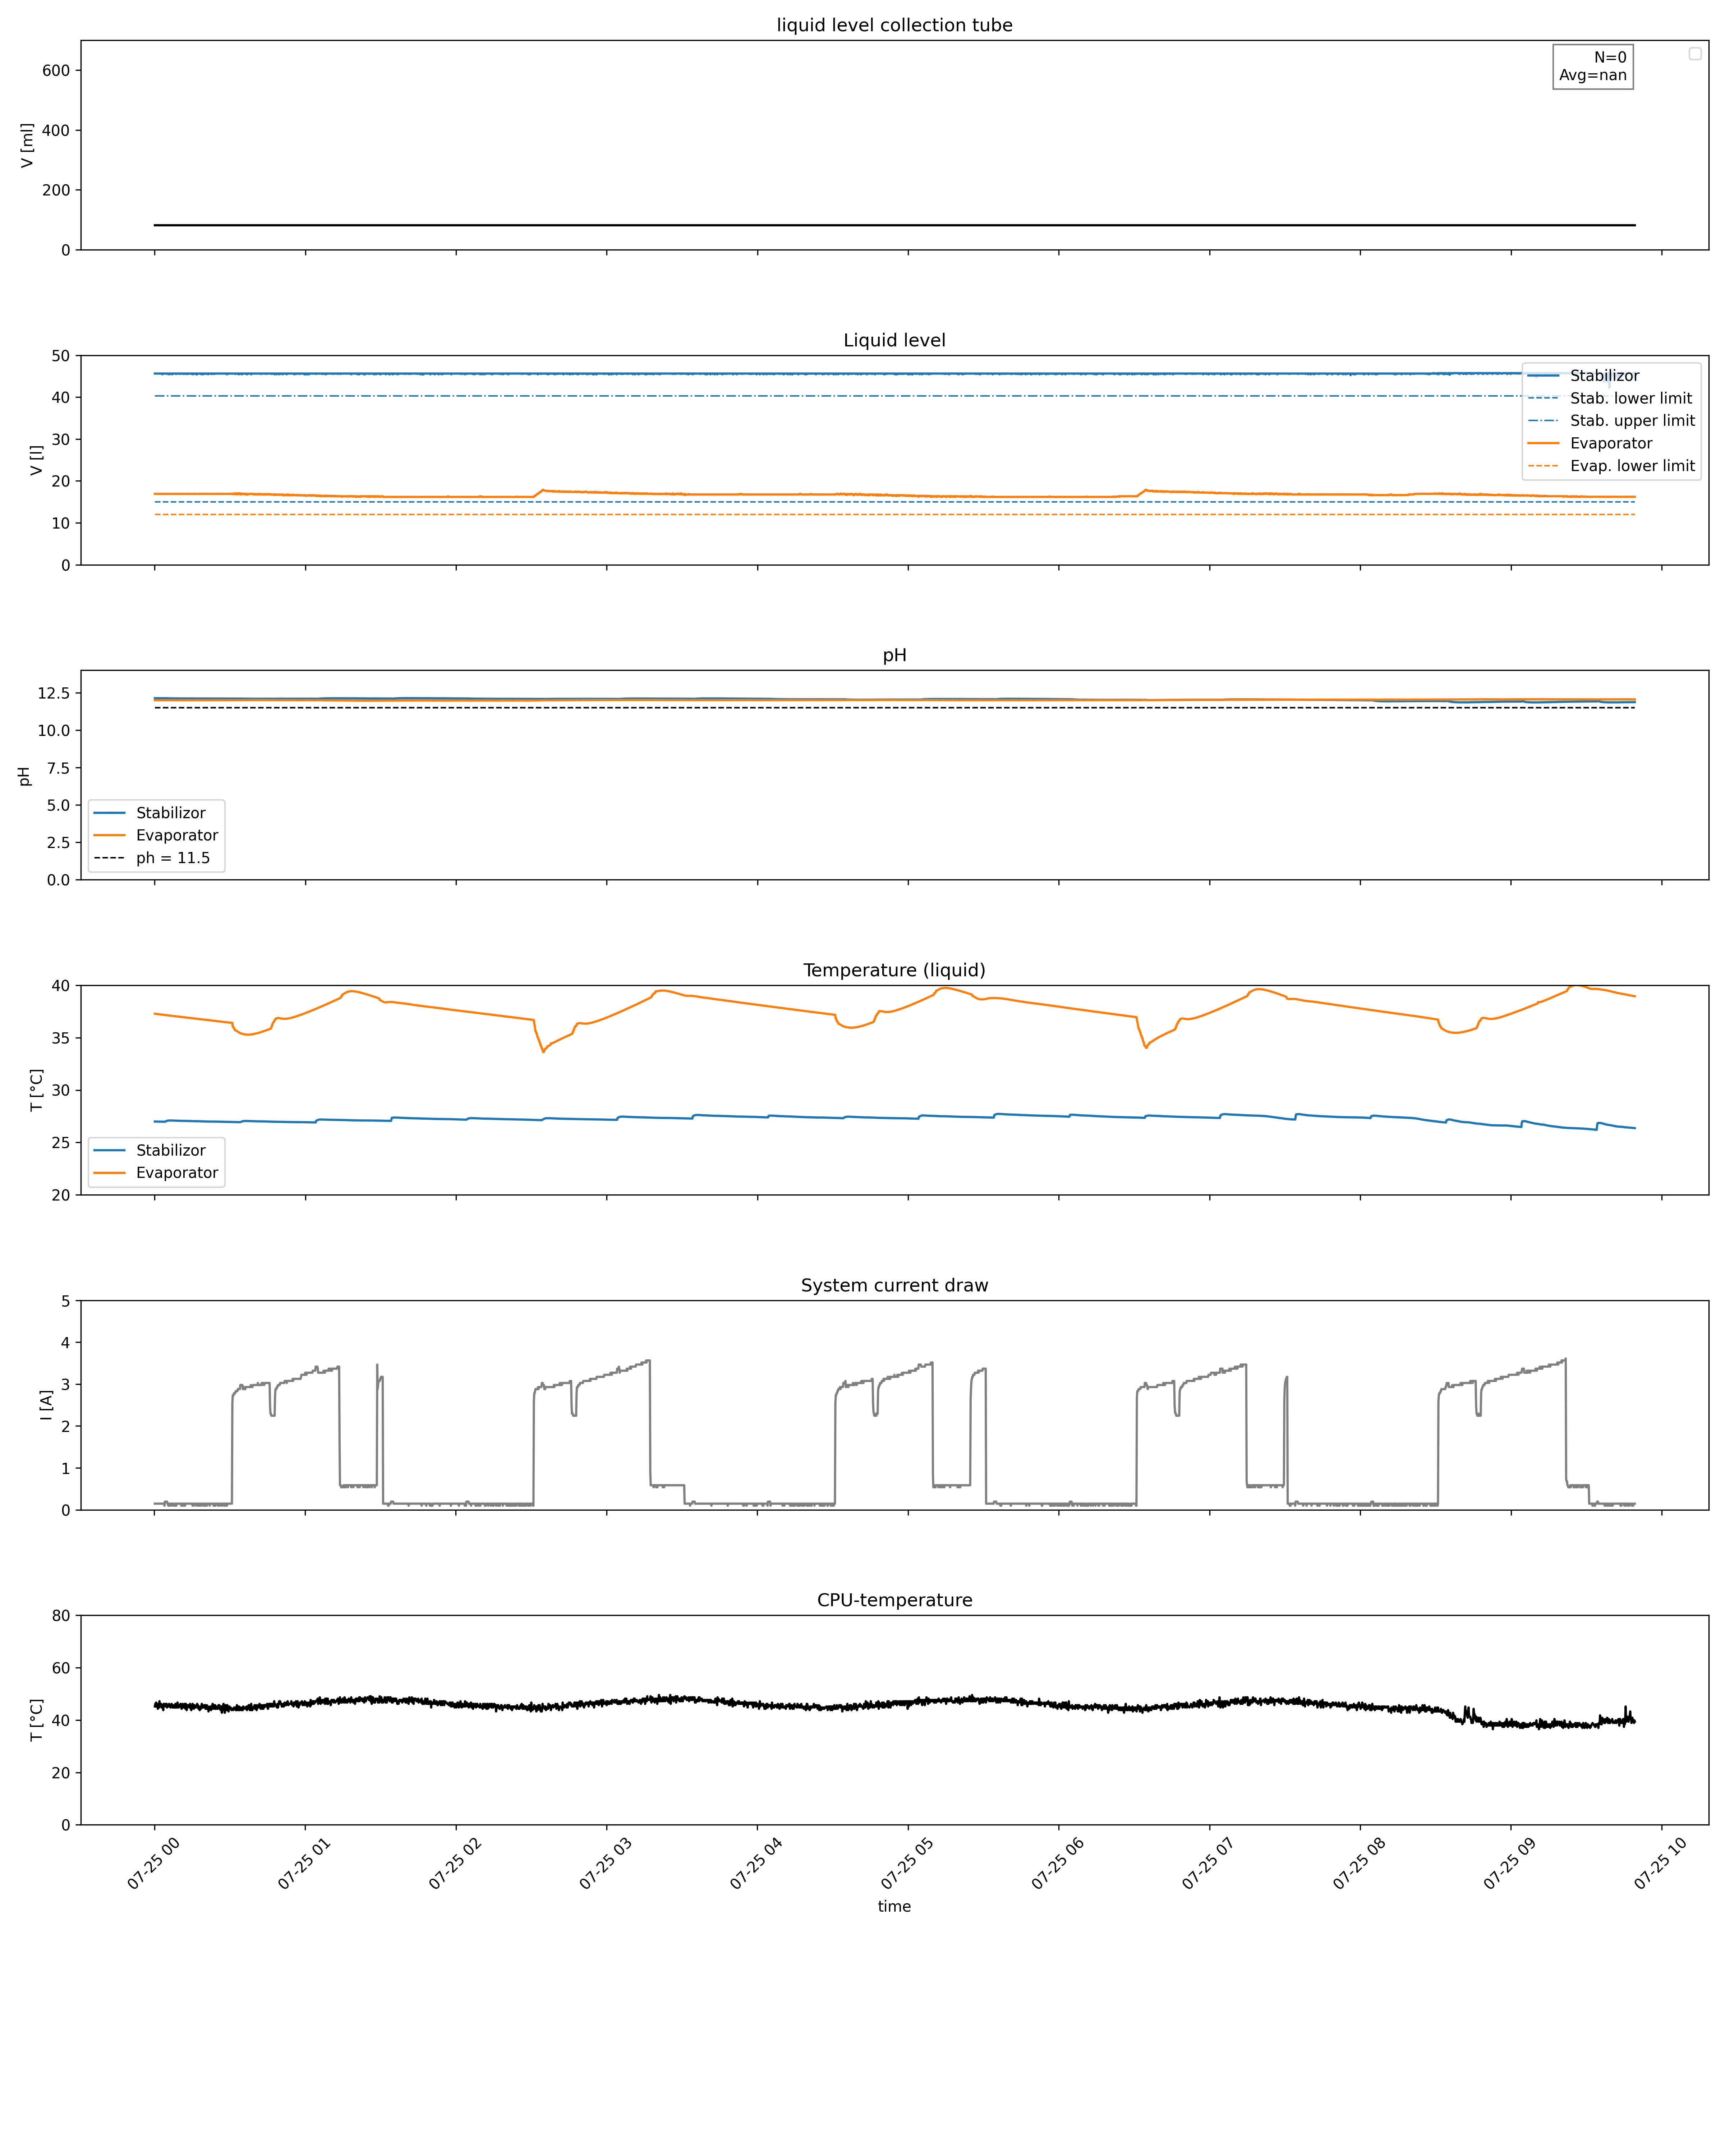 liquid level collection tube
600
400
200
0
V [ml]
N=0
Avg=nan
Liquid level
50
40
30
20
10
0
V [l]
Stabilizor
Stab. lower limit
Stab. upper limit
Evaporator
Evap. lower limit
pH
12.5
10.0
7.5
5.0
2.5
0.0
pH
Stabilizor
Evaporator
ph = 11.5
Temperature (liquid)
40
35
30
25
20
T [°C]
Stabilizor
Evaporator
System current draw
5
4
3
2
1
0
I [A]
CPU-temperature
80
60
40
20
0
T [°C]
07-25 00
07-25 01
07-25 02
07-25 03
07-25 04
07-25 05
07-25 06
07-25 07
07-25 08
07-25 09
07-25 10
time